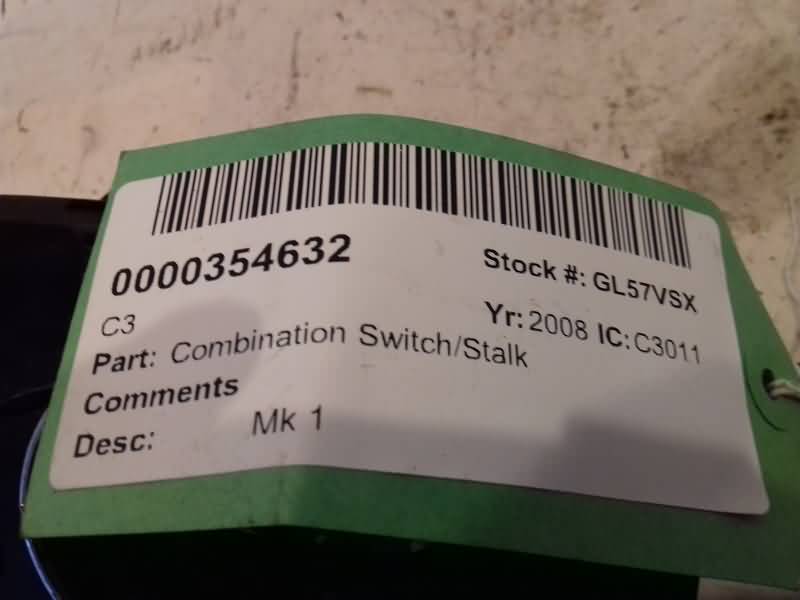 0000354632
Stock #: GL57VSX
C3
Yr: 2008 IC: C3011
Part: Combination Switch/Stalk
Comments
Desc: Mk 1